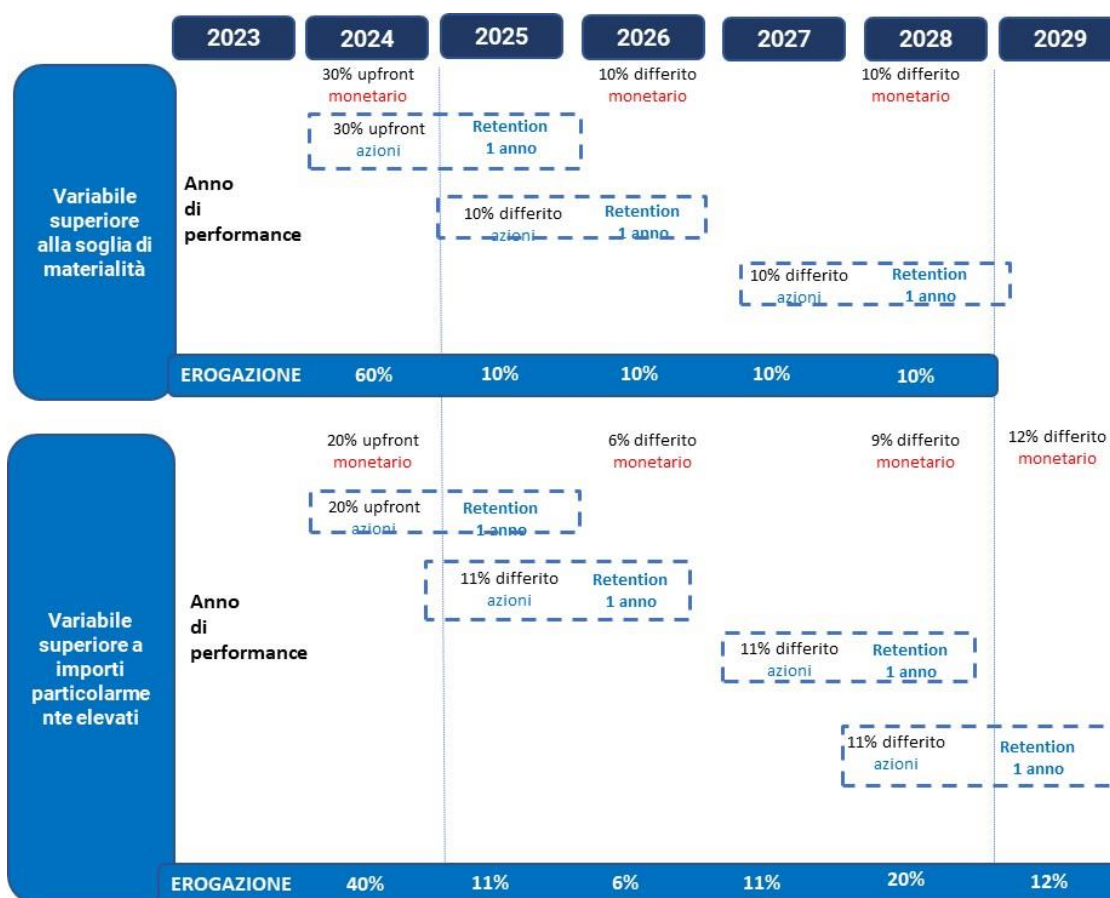 2023 2024 2025 2026 2027 2028 2029
Variabile
superiore
alla soglia di
materialità
Anno
di
performance
30% upfront
monetario
10% differito
monetario
10% differito
monetario
30% upfront
azioni
Retention
1 anno
10% differito
azioni
Retention
1 anno
10% differito
azioni
Retention
1 anno
EROGAZIONE 60% 10% 10% 10% 10%
Variabile
superiore a
importi
particolarme
nte elevati
Anno
di
performance
20% upfront
monetario
6% differito
monetario
9% differito
monetario
12% differito
monetario
20% upfront
azioni
Retention
1 anno
11% differito
azioni
Retention
1 anno
11% differito
azioni
Retention
1 anno
11% differito
azioni
Retention
1 anno
EROGAZIONE 40% 11% 6% 11% 20% 12%